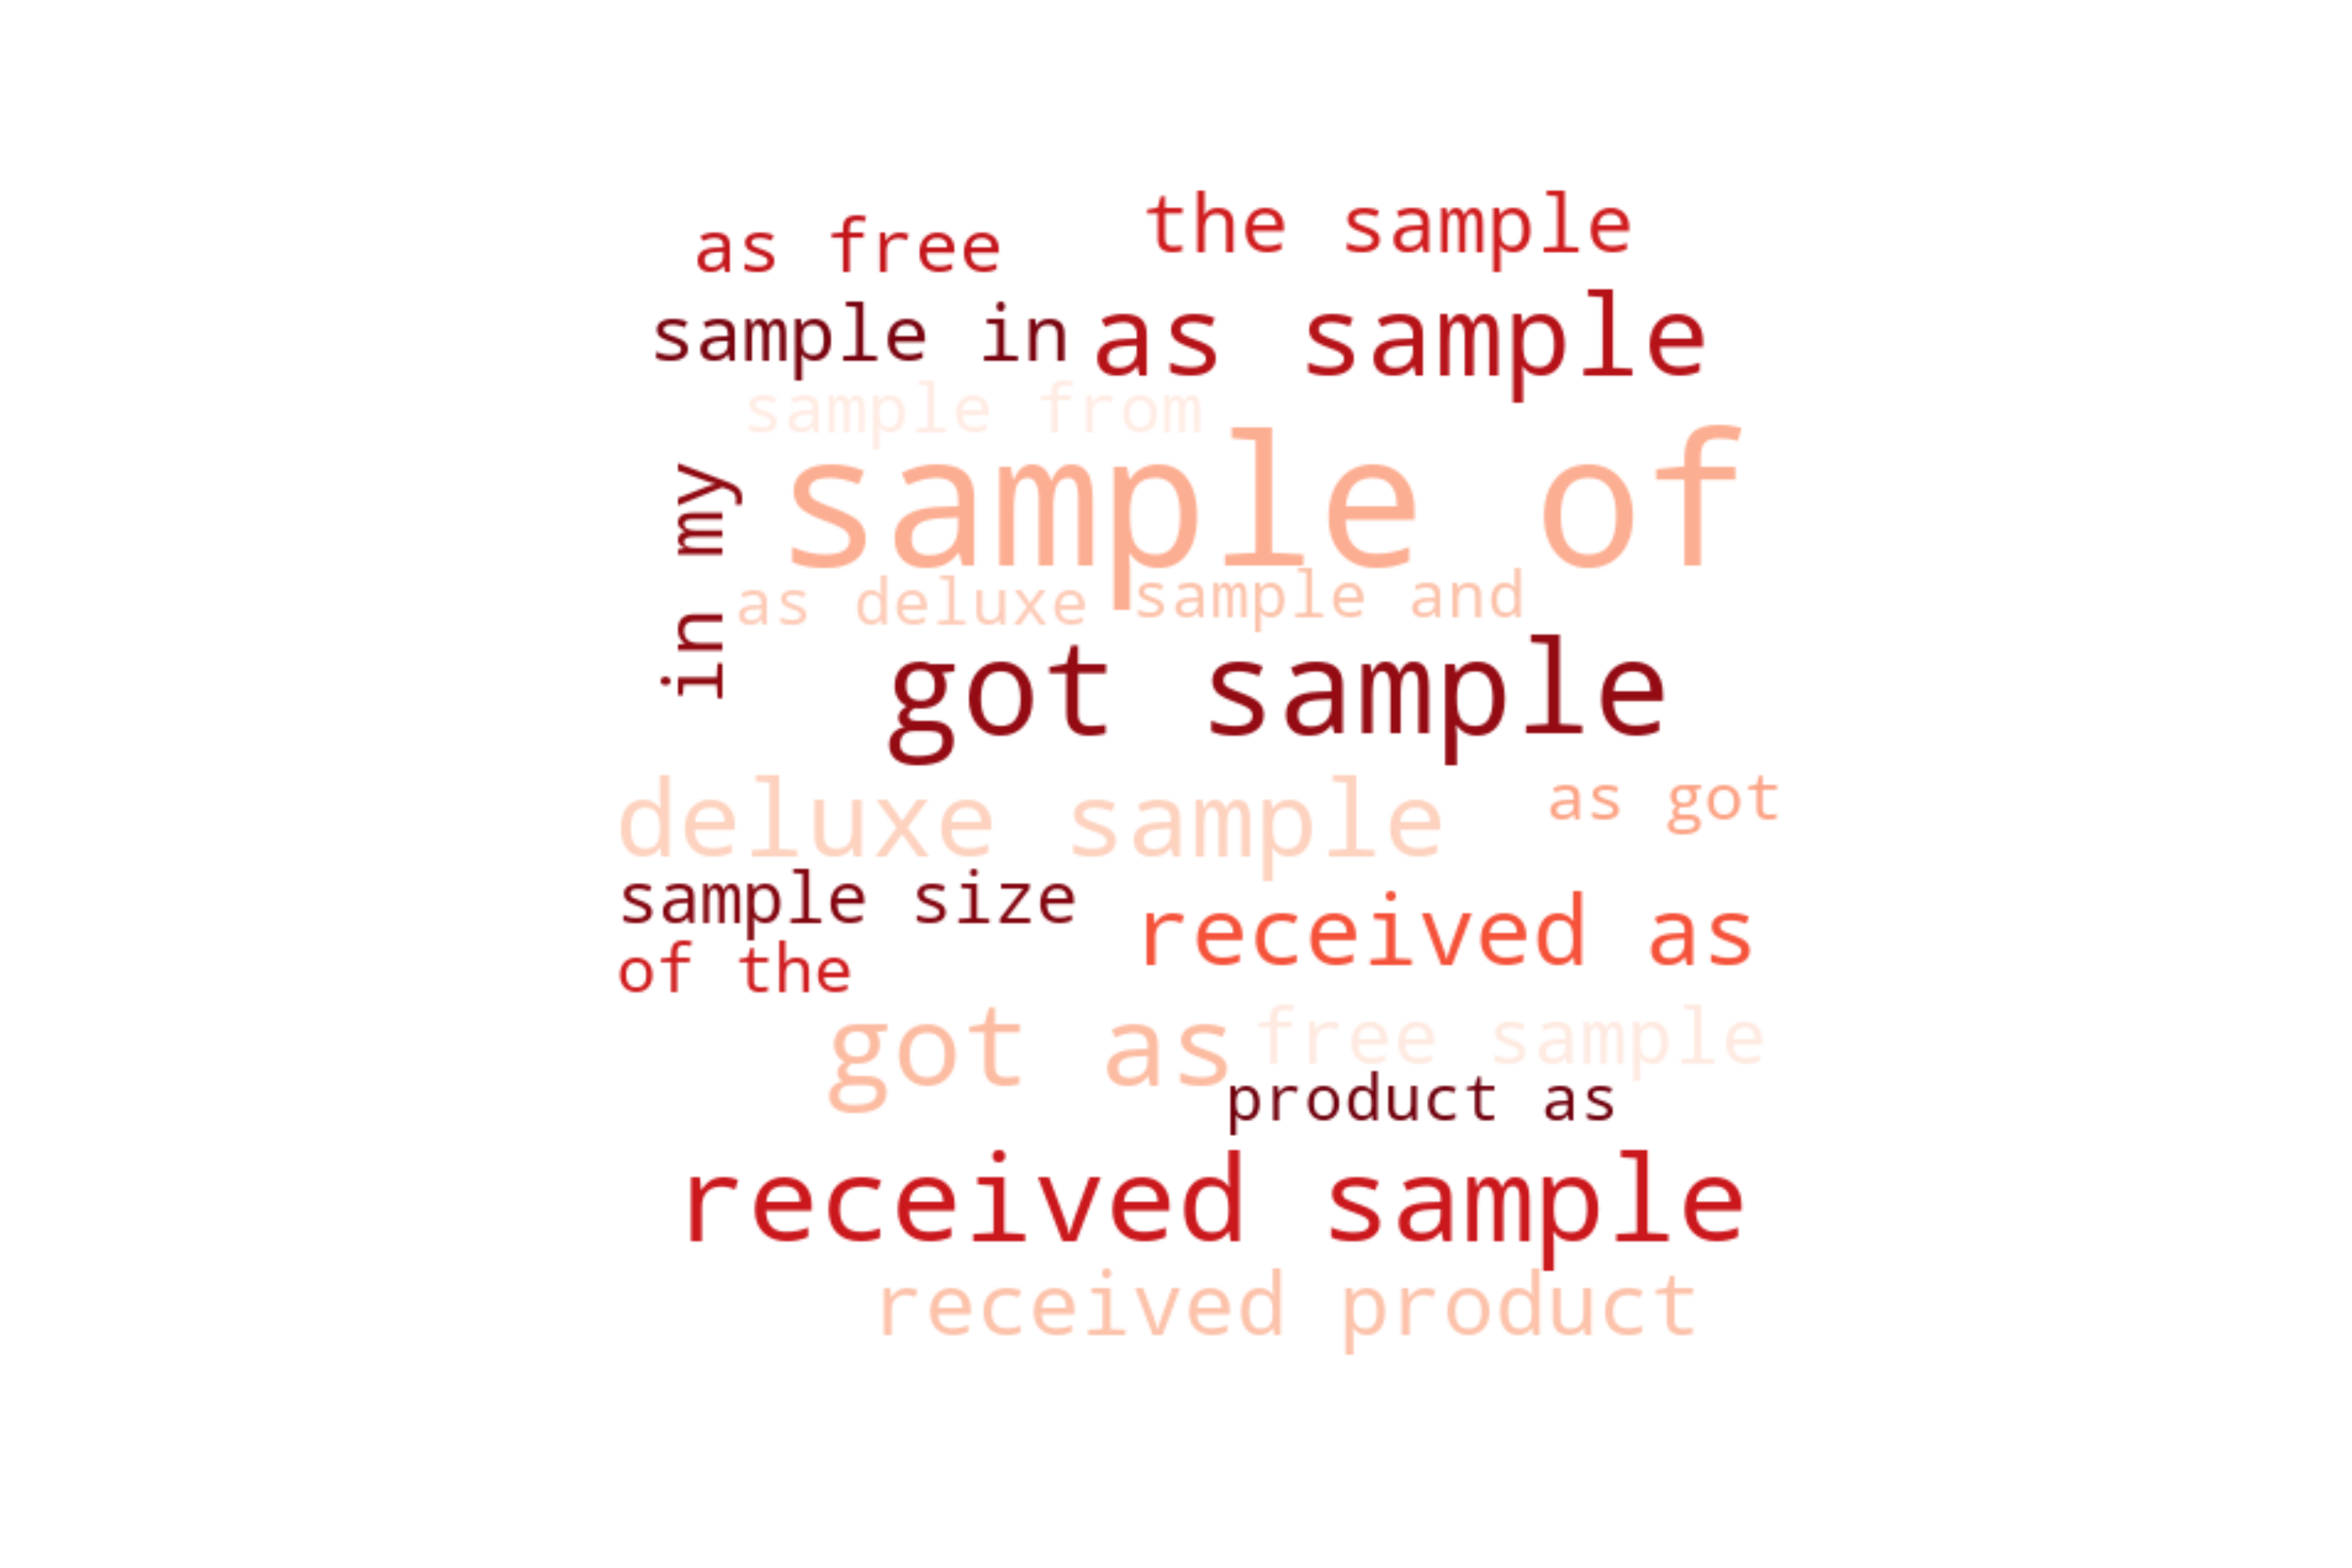 the sample
as free
sample in
as sample
sample from
sample of
in my
as deluxe
sample and
got sample
deluxe sample
as got
sample size
received as
of the
got as
free sample
product as
received sample
received product